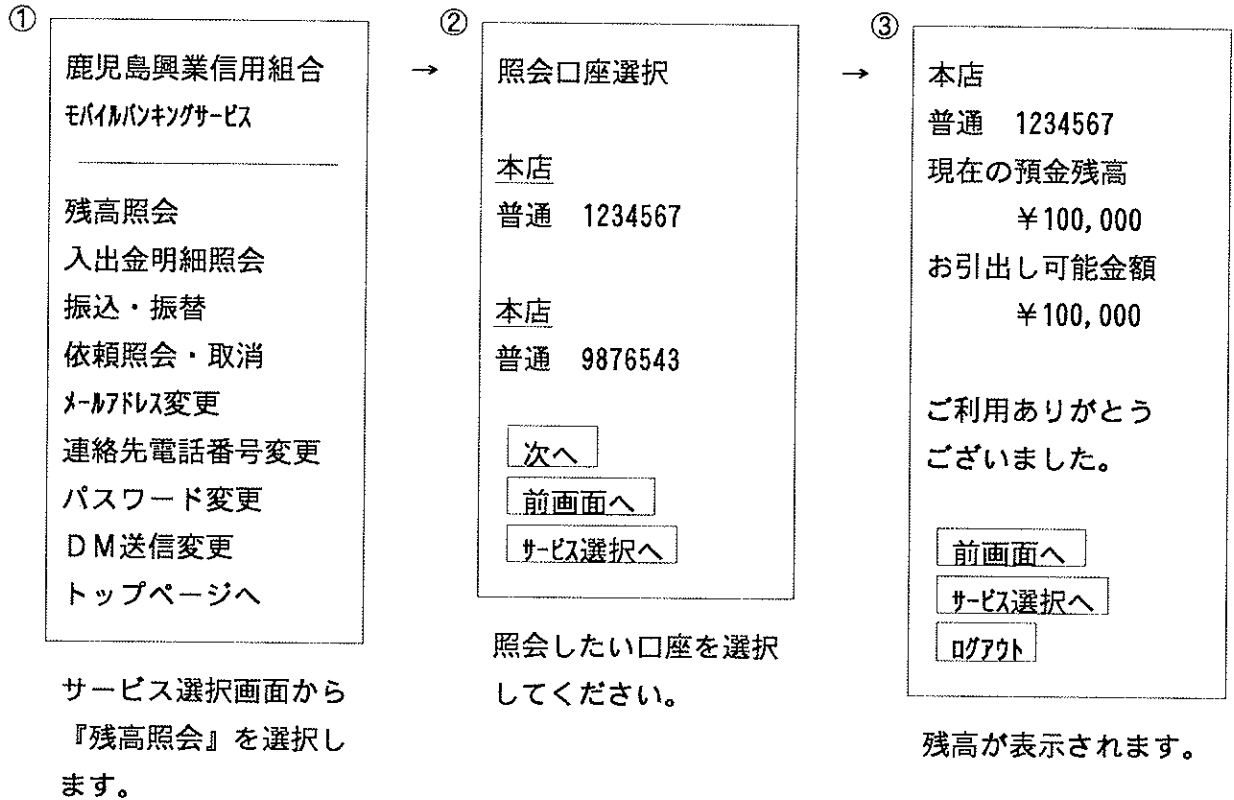 ①
鹿児島興業信用組合
モバイルバンキングサービス
残高照会
入出金明細照会
振込・振替
依頼照会・取消
メールアドレス変更
連絡先電話番号変更
パスワード変更
DM送信変更
トップページへ
サービス選択画面から
『残高照会』を選択し
ます。
→
②
照会口座選択
本店
普通 1234567
本店
普通 9876543
次へ
前画面へ
サービス選択へ
照会したい口座を選択
してください。
→
③
本店
普通 1234567
現在の預金残高
¥100,000
お引出し可能金額
¥100,000
ご利用ありがとう
ございました。
前画面へ
サービス選択へ
ログアウト
残高が表示されます。